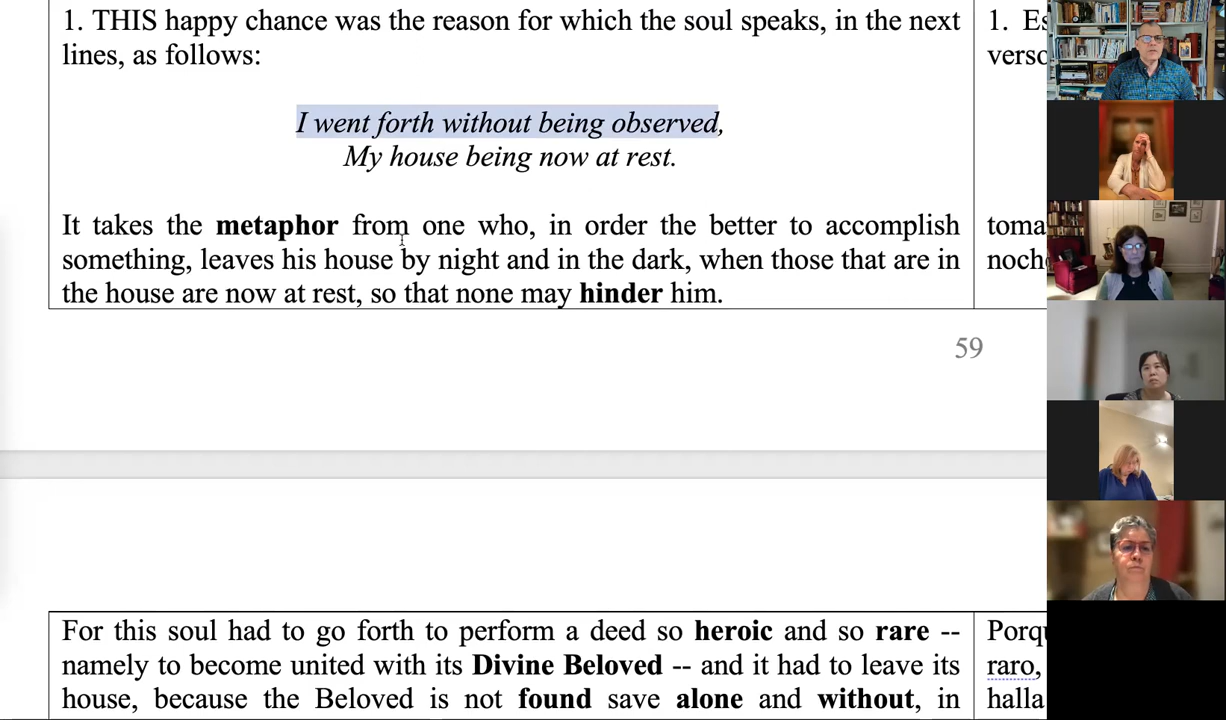 1. THIS happy chance was the reason for which the soul speaks, in the next
lines, as follows:
I went forth without being observed,
My house being now at rest.
It takes the metaphor from one who, in order the better to accomplish
something, leaves his house by night and in the dark, when those that are in
the house are now at rest, so that none may hinder him.
1. Es
verso
toma
noch
59
For this soul had to go forth to perform a deed so heroic and so rare --
namely to become united with its Divine Beloved -- and it had to leave its
house, because the Beloved is not found save alone and without, in
Porqu
raro,
halla